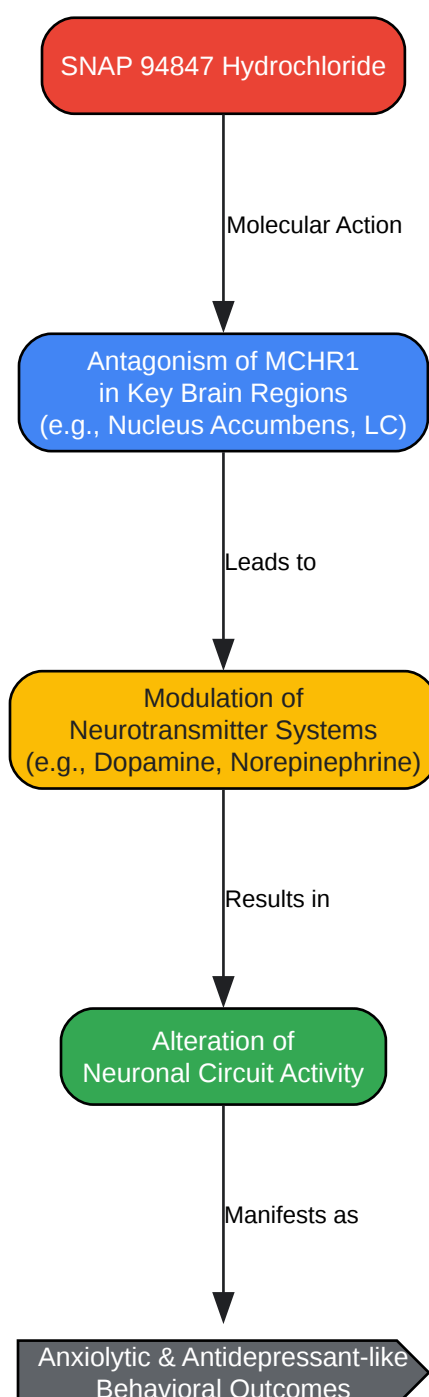 SNAP 94847 Hydrochloride
Molecular Action
Antagonism of MCHR1
in Key Brain Regions
(e.g., Nucleus Accumbens, LC)
Leads to
Modulation of
Neurotransmitter Systems
(e.g., Dopamine, Norepinephrine)
Results in
Alteration of
Neuronal Circuit Activity
Manifests as
Anxiolytic & Antidepressant-like
Behavioral Outcomes